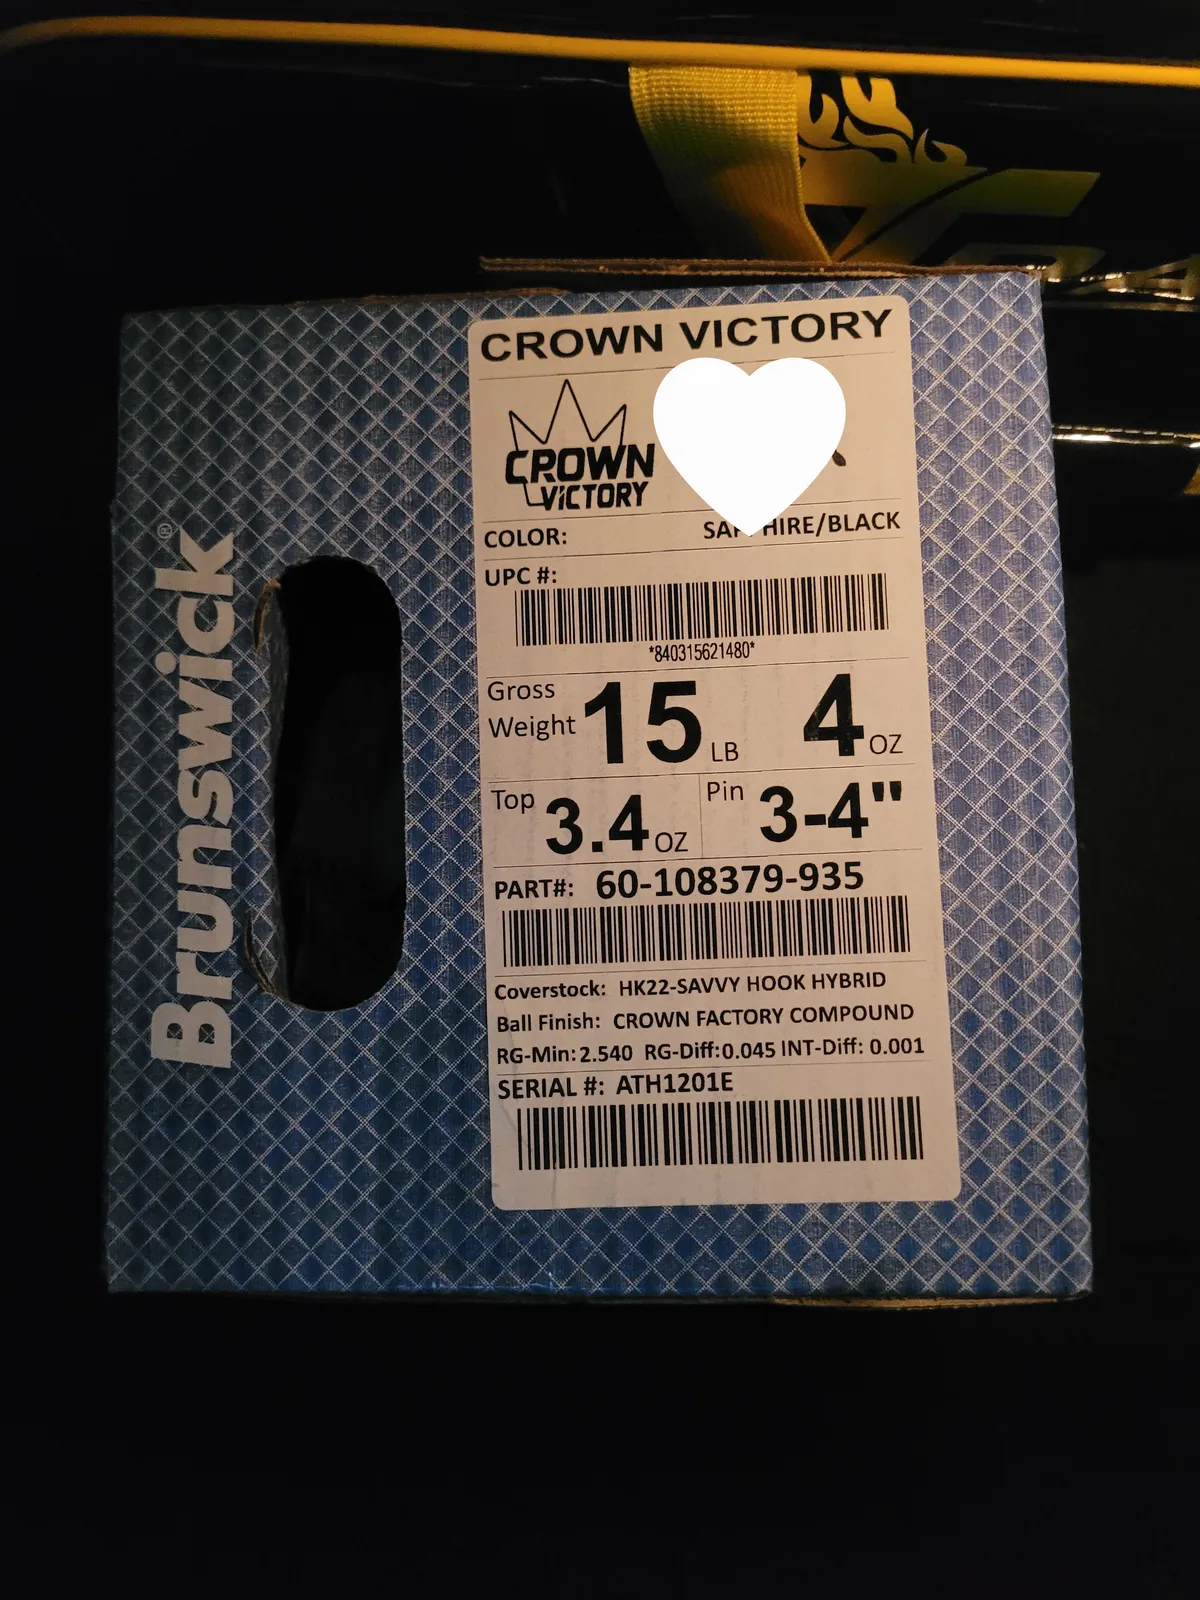 CROWN VICTORY
CROWN
VICTORY
COLOR: /BLACK
UPC #:
*840315621480*
Gross
Weight 15 LB 4 OZ
Top 3.4 OZ Pin 3-4"
PART#: 60-108379-935
Coverstock: HK22-SAVVY HOOK HYBRID
Ball Finish: CROWN FACTORY COMPOUND
RG-Min: 2.540 RG-Diff: 0.045 INT-Diff: 0.001
SERIAL #: ATH1201E
Brunswick®